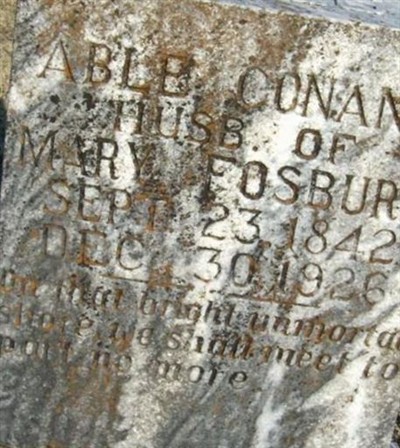 ABLE CONAN
HUSB. OF
MARY FOSBUR
SEPT. 23, 1842
DEC. 30, 1926
on that bright immortal
shore, we shall meet to
part no more.